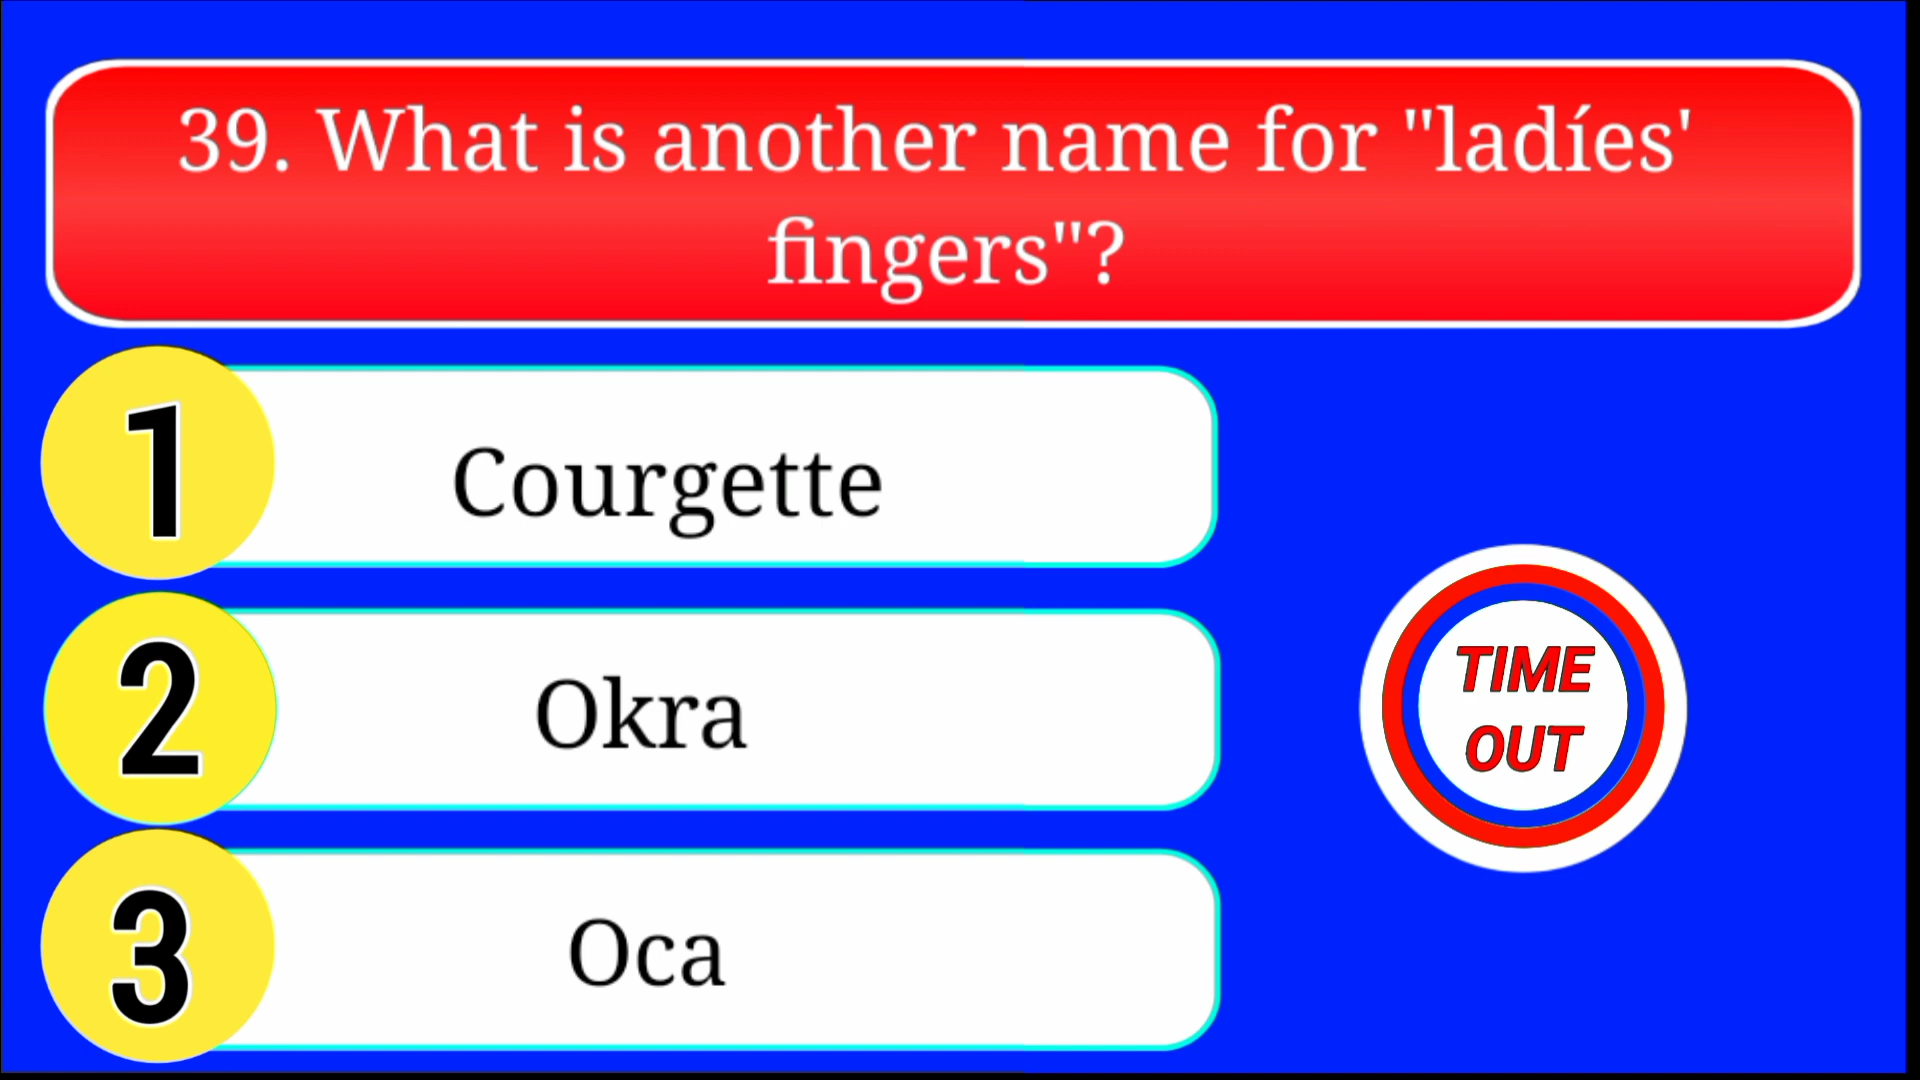 39. What is another name for "ladíes'
fingers"?
1
Courgette
2
Okra
TIME
OUT
3
Oca